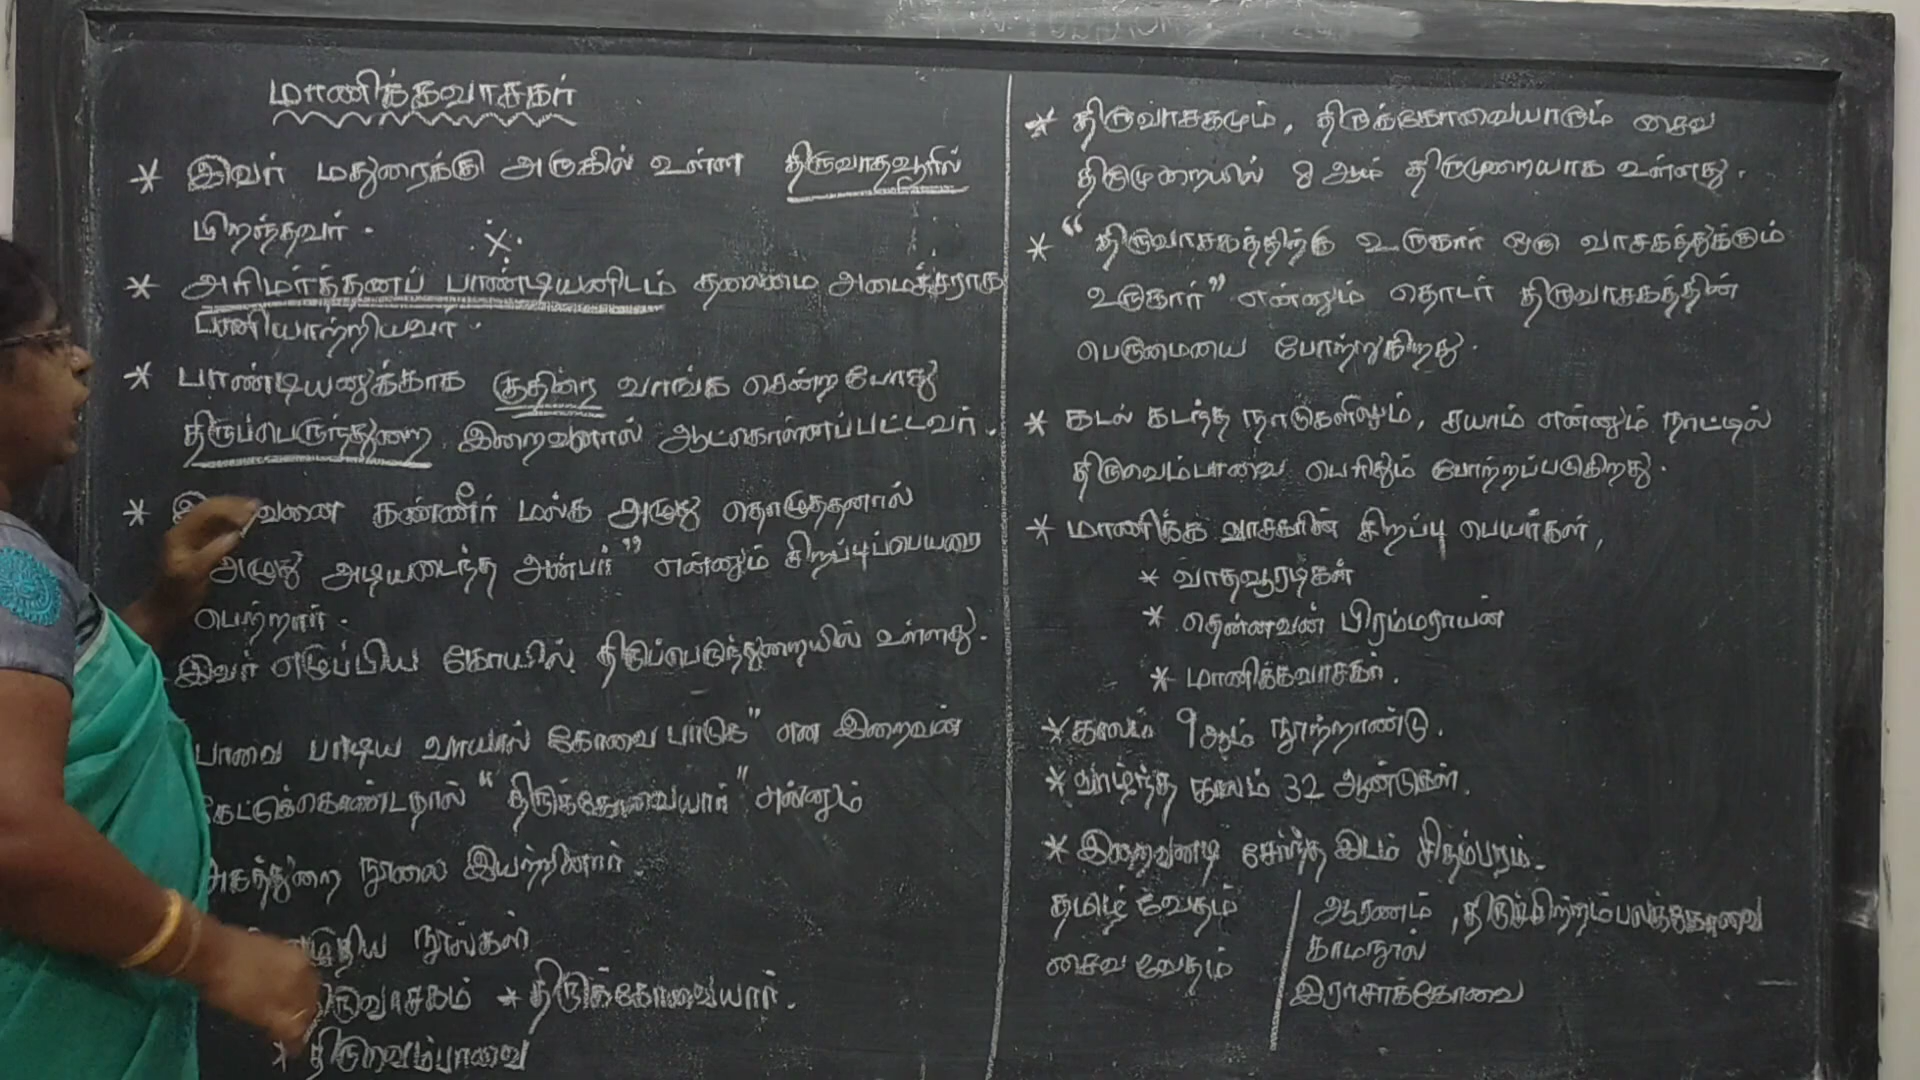 மாணிக்கவாசகர்
* இவர் மதுரைக்கு அருகில் உள்ள திருவாதவூரில்
பிறந்தவர்.
* அரிமர்த்தனப் பாண்டியனிடம் தலைமை அமைச்சராக
பணியாற்றியவர்.
* பாண்டியனுக்காக குதிரை வாங்க சென்ற போது
திருப்பெருந்துறை இறைவனால் ஆட்கொள்ளப்பட்டவர்.
* கண்ணீர் மல்க அழுது தொழுததனால்
அழுது அடியடைந்த அன்பர்" என்னும் சிறப்புப்பெயரை
பெற்றார்.
இவர் எழுப்பிய கோயில் திருப்பெருந்துறையில் உள்ளது.
பாவை பாடிய வாயால் கோவை பாடுக" என இறைவன்
கேட்டுக்கொண்டதால் "திருக்கோவையார்" என்னும்
அகத்துறை நூலை இயற்றினார்.
நூல்கள்
திருவாசகம் * திருக்கோவையார்.
* திருவெம்பாவை
* திருவாசகமும், திருக்கோவையாரும் சைவ
திருமுறையில் 8 ஆம் திருமுறையாக உள்ளது.
* "திருவாசகத்திற்கு உருகார் ஒரு வாசகத்துக்கும்
உருகார்" என்னும் தொடர் திருவாசகத்தின்
பெருமையை போற்றுகிறது.
* கடல் கடந்த நாடுகளிலும், சயாம் என்னும் நாட்டில்
திருவெம்பாவை பெரிதும் போற்றப்படுகிறது.
* மாணிக்க வாசகரின் சிறப்பு பெயர்கள்,
* வாதவூரடிகள்
* தென்னவன் பிரம்மராயன்
* மாணிக்கவாசகர்.
* காலம் 9ஆம் நூற்றாண்டு.
* வாழ்ந்த காலம் 32 ஆண்டுகள்.
* இறைவனடி சேர்ந்த இடம் சிதம்பரம்.
தமிழ் வேதம்
சைவ வேதம்
ஆரணம், திருச்சிற்றம்பலக்கோவை
காமநூல்
இராசாக்கோவை